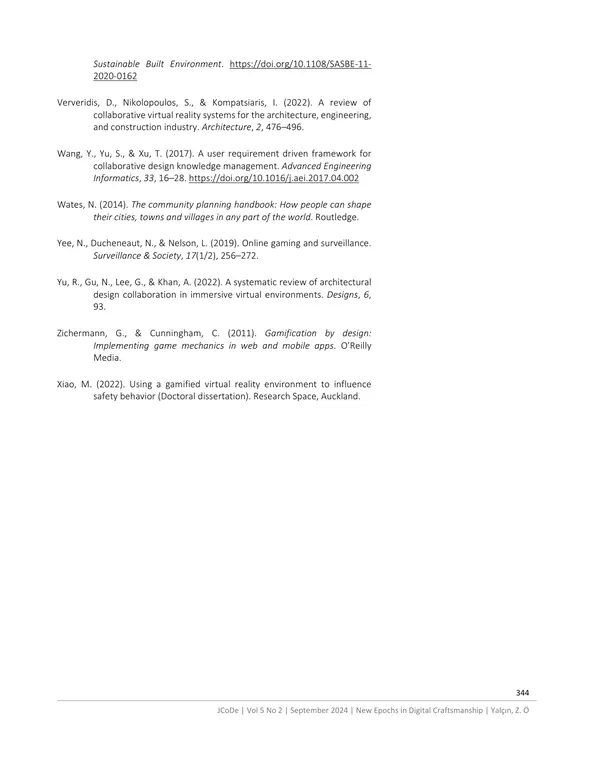 Sustainable Built Environment. https://doi.org/10.1108/SASBE-11-
2020-0162
Ververidis, D., Nikolopoulos, S., & Kompatsiaris, I. (2022). A review of
collaborative virtual reality systems for the architecture, engineering,
and construction industry. Architecture, 2, 476–496.
Wang, Y., Yu, S., & Xu, T. (2017). A user requirement driven framework for
collaborative design knowledge management. Advanced Engineering
Informatics, 33, 16–28. https://doi.org/10.1016/j.aei.2017.04.002
Wates, N. (2014). The community planning handbook: How people can shape
their cities, towns and villages in any part of the world. Routledge.
Yee, N., Ducheneaut, N., & Nelson, L. (2019). Online gaming and surveillance.
Surveillance & Society, 17(1/2), 256–272.
Yu, R., Gu, N., Lee, G., & Khan, A. (2022). A systematic review of architectural
design collaboration in immersive virtual environments. Designs, 6,
93.
Zichermann, G., & Cunningham, C. (2011). Gamification by design:
Implementing game mechanics in web and mobile apps. O'Reilly
Media.
Xiao, M. (2022). Using a gamified virtual reality environment to influence
safety behavior (Doctoral dissertation). Research Space, Auckland.
344
JCoDe | Vol 5 No 2 | September 2024 | New Epochs in Digital Craftsmanship | Yalçın, Z. Ö